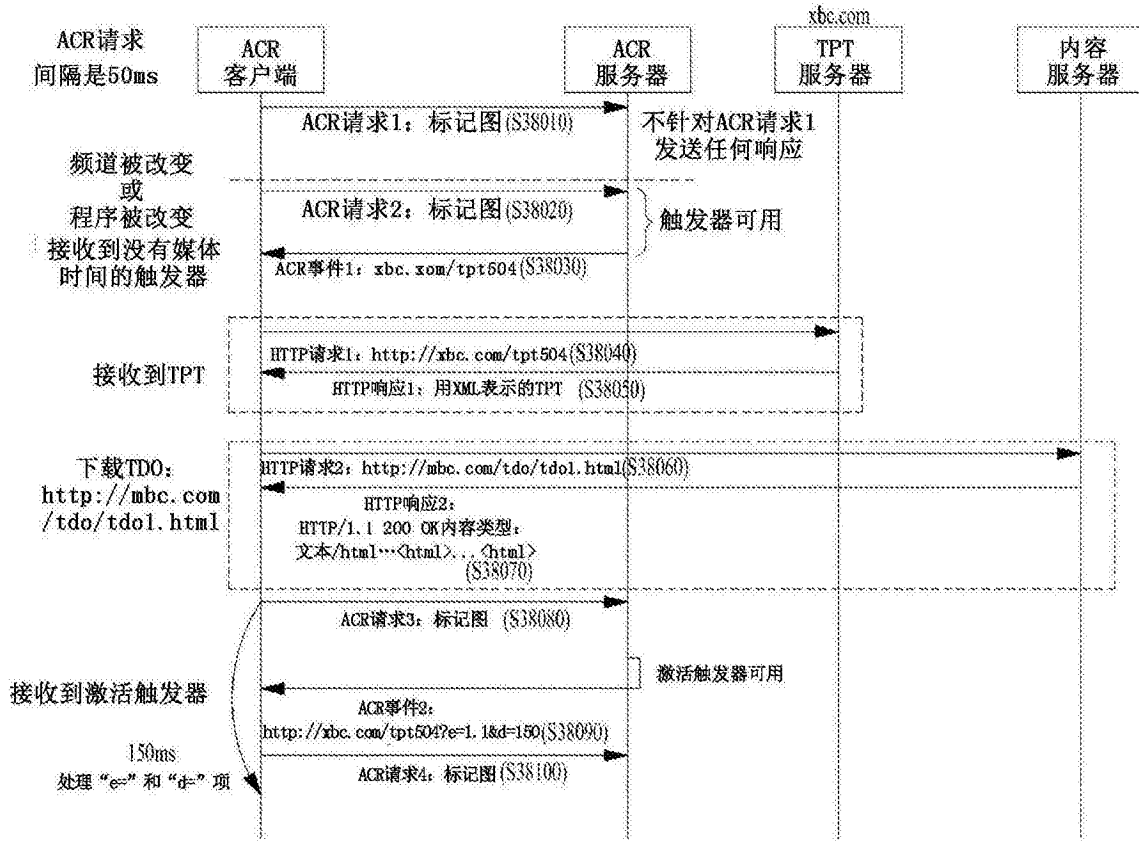 xbc.com
ACR请求
间隔是50ms
ACR
客户端
ACR
服务器
TPT
服务器
内容
服务器
ACR请求1：标记图(S38010)
不针对ACR请求1
发送任何响应
频道被改变
或
程序被改变
ACR请求2：标记图(S38020)
触发器可用
接收到没有媒体
时间的触发器
ACR事件1：xbc.xom/tpt504(S38030)
接收到TPT
HTTP请求1：http://xbc.com/tpt504(S38040)
HTTP响应1：用XML表示的TPT (S38050)
下载TDO：
http://mbc.com
/tdo/tdo1.html
HTTP请求2：http://mbc.com/tdo/tdo1.html(S38060)
HTTP响应2：
HTTP/1.1 200 OK内容类型：
文本/html…<html>...<html>
(S38070)
ACR请求3：标记图 (S38080)
激活触发器可用
接收到激活触发器
ACR事件2：
http://xbc.com/tpt504?e=1.1&d=150(S38090)
150ms
处理“e=”和“d=”项
ACR请求4：标记图(S38100)